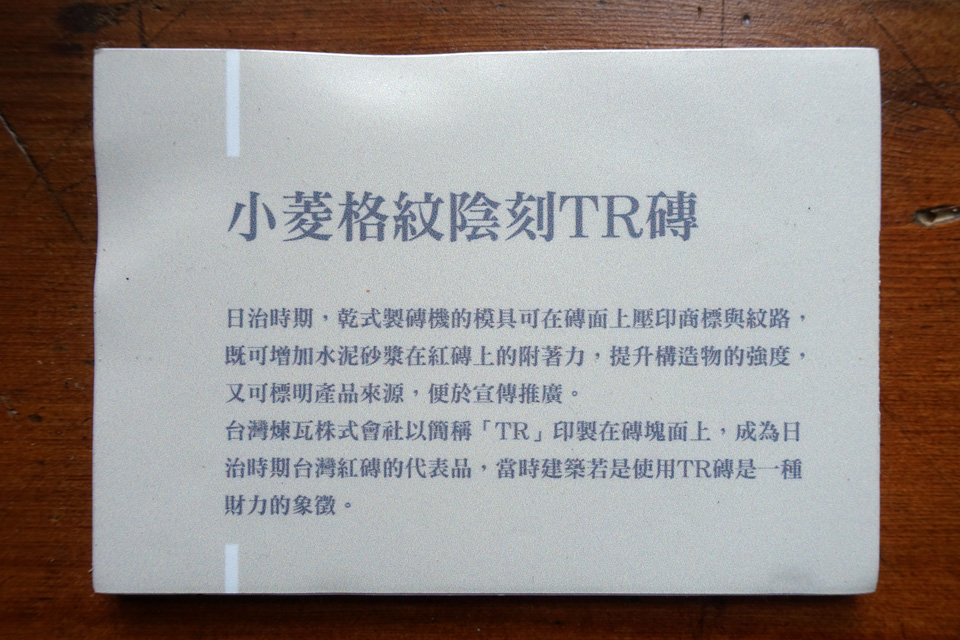 小菱格紋陰刻TR磚
日治時期，乾式製磚機的模具可在磚面上壓印商標與紋路，
既可增加水泥砂漿在紅磚上的附著力，提升構造物的強度，
又可標明產品來源，便於宣傳推廣。
台灣煉瓦株式會社以簡稱「TR」印製在磚塊面上，成為日
治時期台灣紅磚的代表品，當時建築若是使用TR磚是一種
財力的象徵。